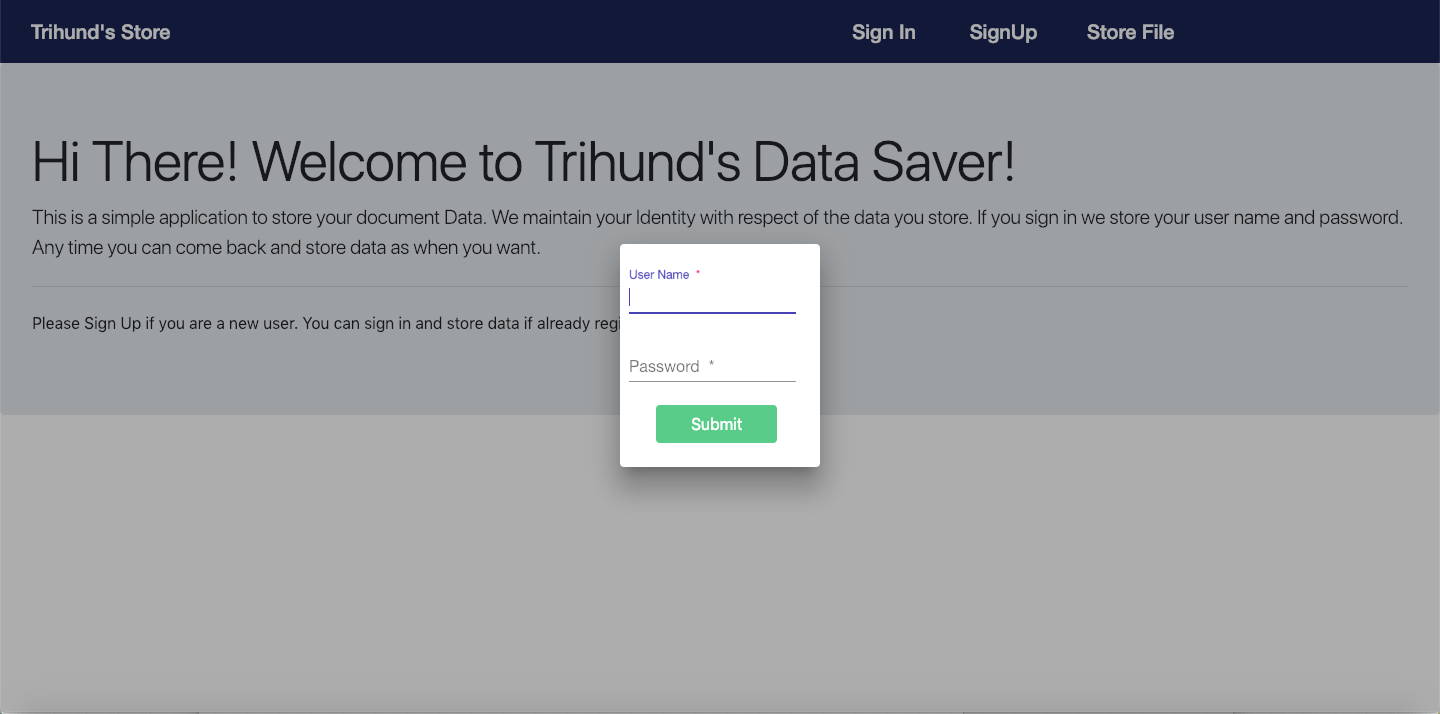 Trihund's Store
Sign In
SignUp
Store File
Hi There! Welcome to Trihund's Data Saver!
This is a simple application to store your document Data. We maintain your Identity with respect of the data you store. If you sign in we store your user name and password.
Any time you can come back and store data as when you want.
Please Sign Up if you are a new user. You can sign in and store data if already regi
User Name *
Password *
Submit